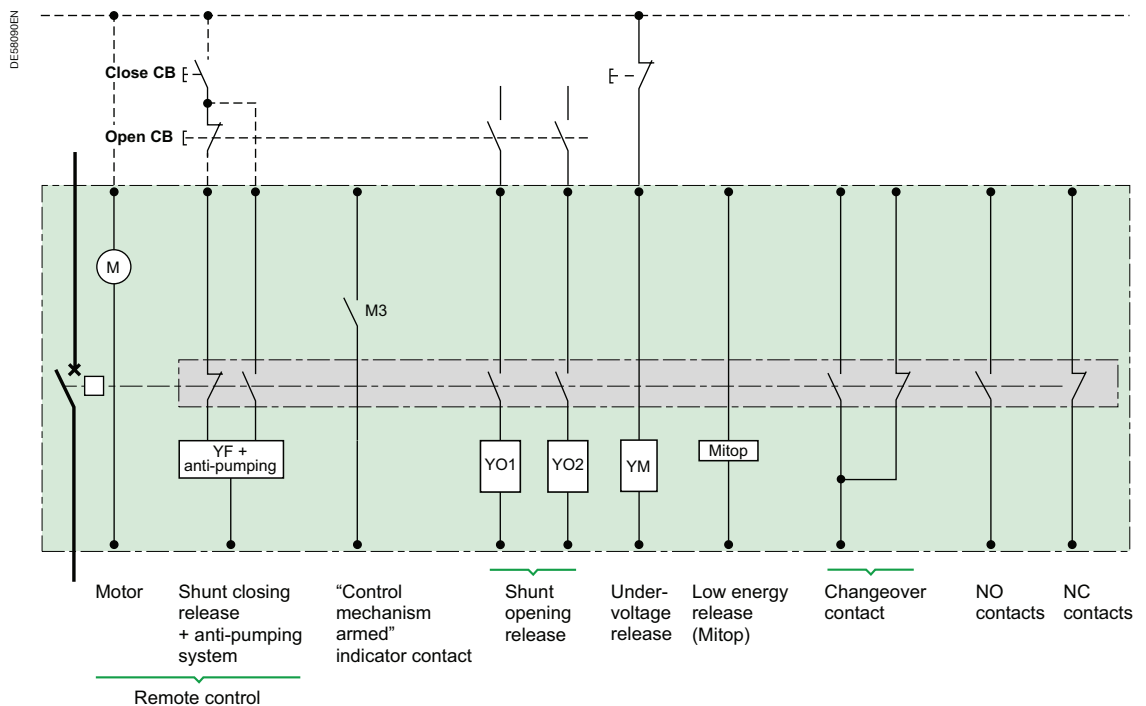 DE58090EN
Close CB
Open CB
M
M3
YF +
anti-pumping
YO1
YO2
YM
Mitop
Motor
Shunt closing
release
+ anti-pumping
system
“Control
mechanism
armed”
indicator contact
Shunt
opening
release
Under-
voltage
release
Low energy
release
(Mitop)
Changeover
contact
NO
contacts
NC
contacts
Remote control